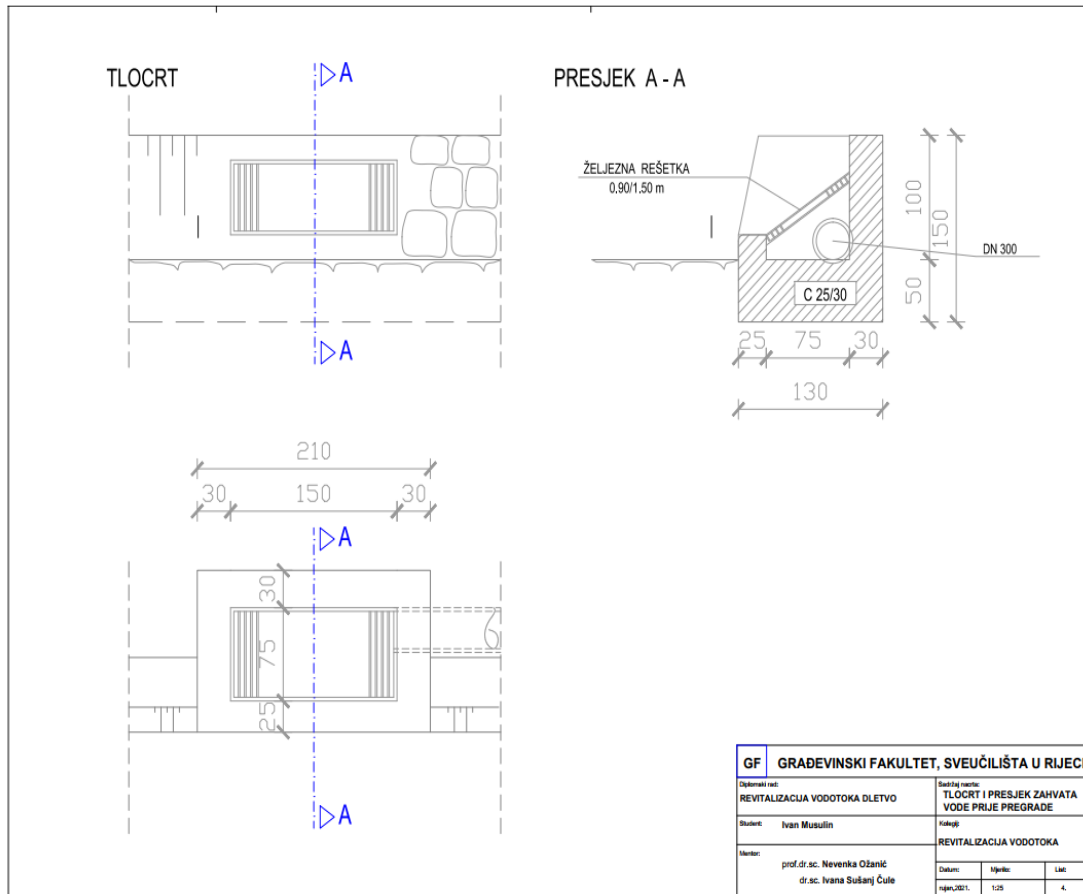 TLOCRT
A
A
PRESJEK A - A
ŽELJEZNA REŠETKA
0,90/1,50 m
DN 300
C 25/30
100
150
50
25
75
30
130
210
30
150
30
A
30
75
25
A
GF GRAĐEVINSKI FAKULTET, SVEUČILIŠTA U RIJECI
Diplomski rad:
REVITALIZACIJA VODOTOKA DLETVO
Sadržaj nacrta:
TLOCRT I PRESJEK ZAHVATA
VODE PRIJE PREGRADE
Student: Ivan Musulin
Kolegij:
REVITALIZACIJA VODOTOKA
Mentor:
prof.dr.sc. Nevenka Ožanić
dr.sc. Ivana Sušanj Čule
Datum: Mjerilo: List:
rujan,2021. 1:25 4.